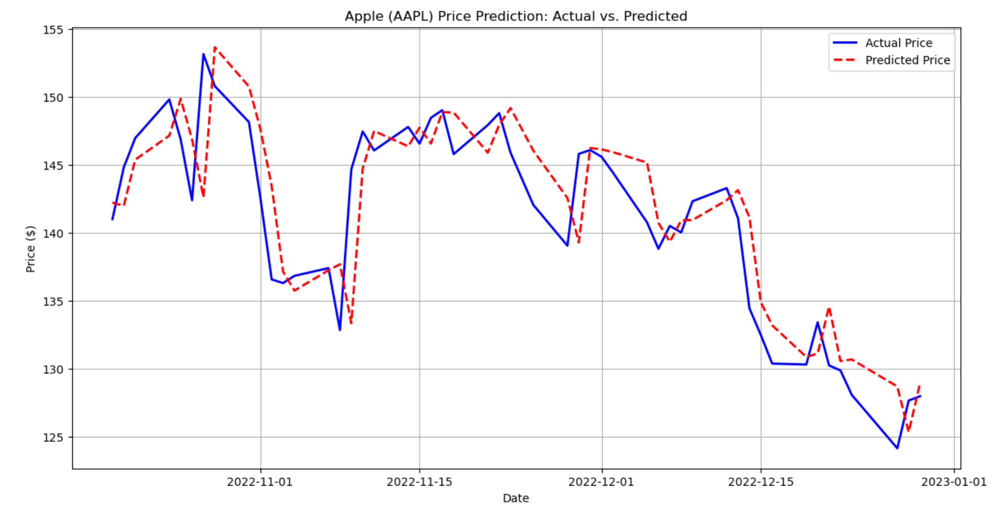 Apple (AAPL) Price Prediction: Actual vs. Predicted
Actual Price
Predicted Price
155
150
145
140
135
130
125
Price ($)
2022-11-01
2022-11-15
2022-12-01
2022-12-15
2023-01-01
Date